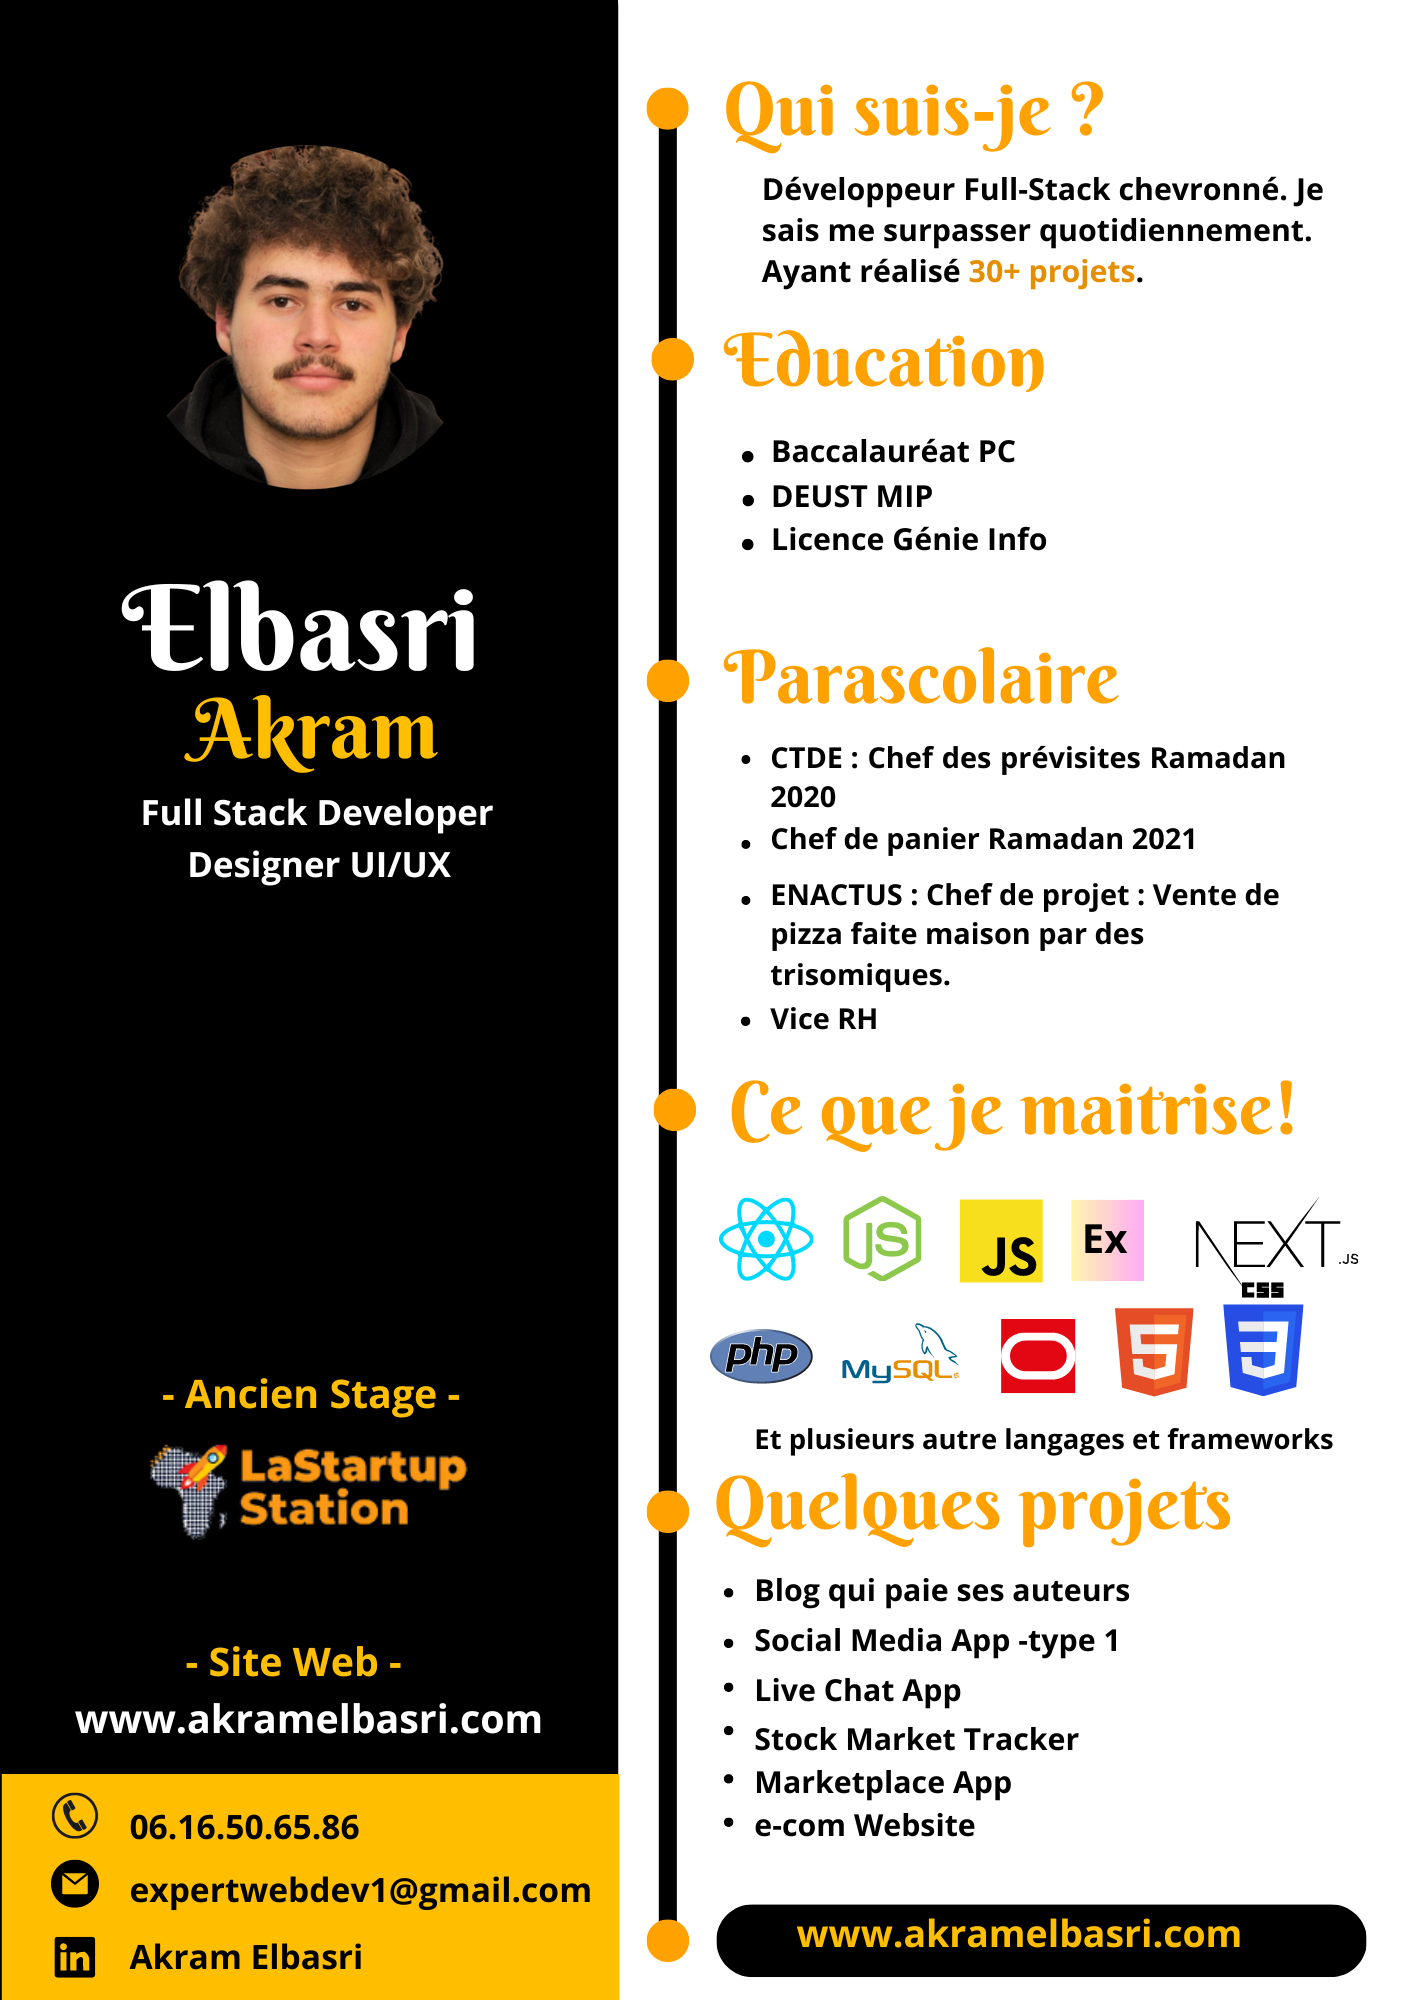 Elbasri
Akram
Full Stack Developer
Designer UI/UX
- Ancien Stage -
LaStartup
Station
- Site Web -
www.akramelbasri.com
06.16.50.65.86
expertwebdev1@gmail.com
in
Akram Elbasri
Qui suis-je ?
Développeur Full-Stack chevronné. Je
sais me surpasser quotidiennement.
Ayant réalisé 30+ projets.
Education
• Baccalauréat PC
• DEUST MIP
• Licence Génie Info
Parascolaire
• CTDE : Chef des prévisites Ramadan
2020
• Chef de panier Ramadan 2021
• ENACTUS : Chef de projet : Vente de
pizza faite maison par des
trisomiques.
• Vice RH
Ce que je maitrise!
JS JS Ex NEXT.JS
php MySQL 5 CSS 3
Et plusieurs autre langages et frameworks
Quelques projets
• Blog qui paie ses auteurs
• Social Media App -type 1
• Live Chat App
• Stock Market Tracker
• Marketplace App
• e-com Website
www.akramelbasri.com